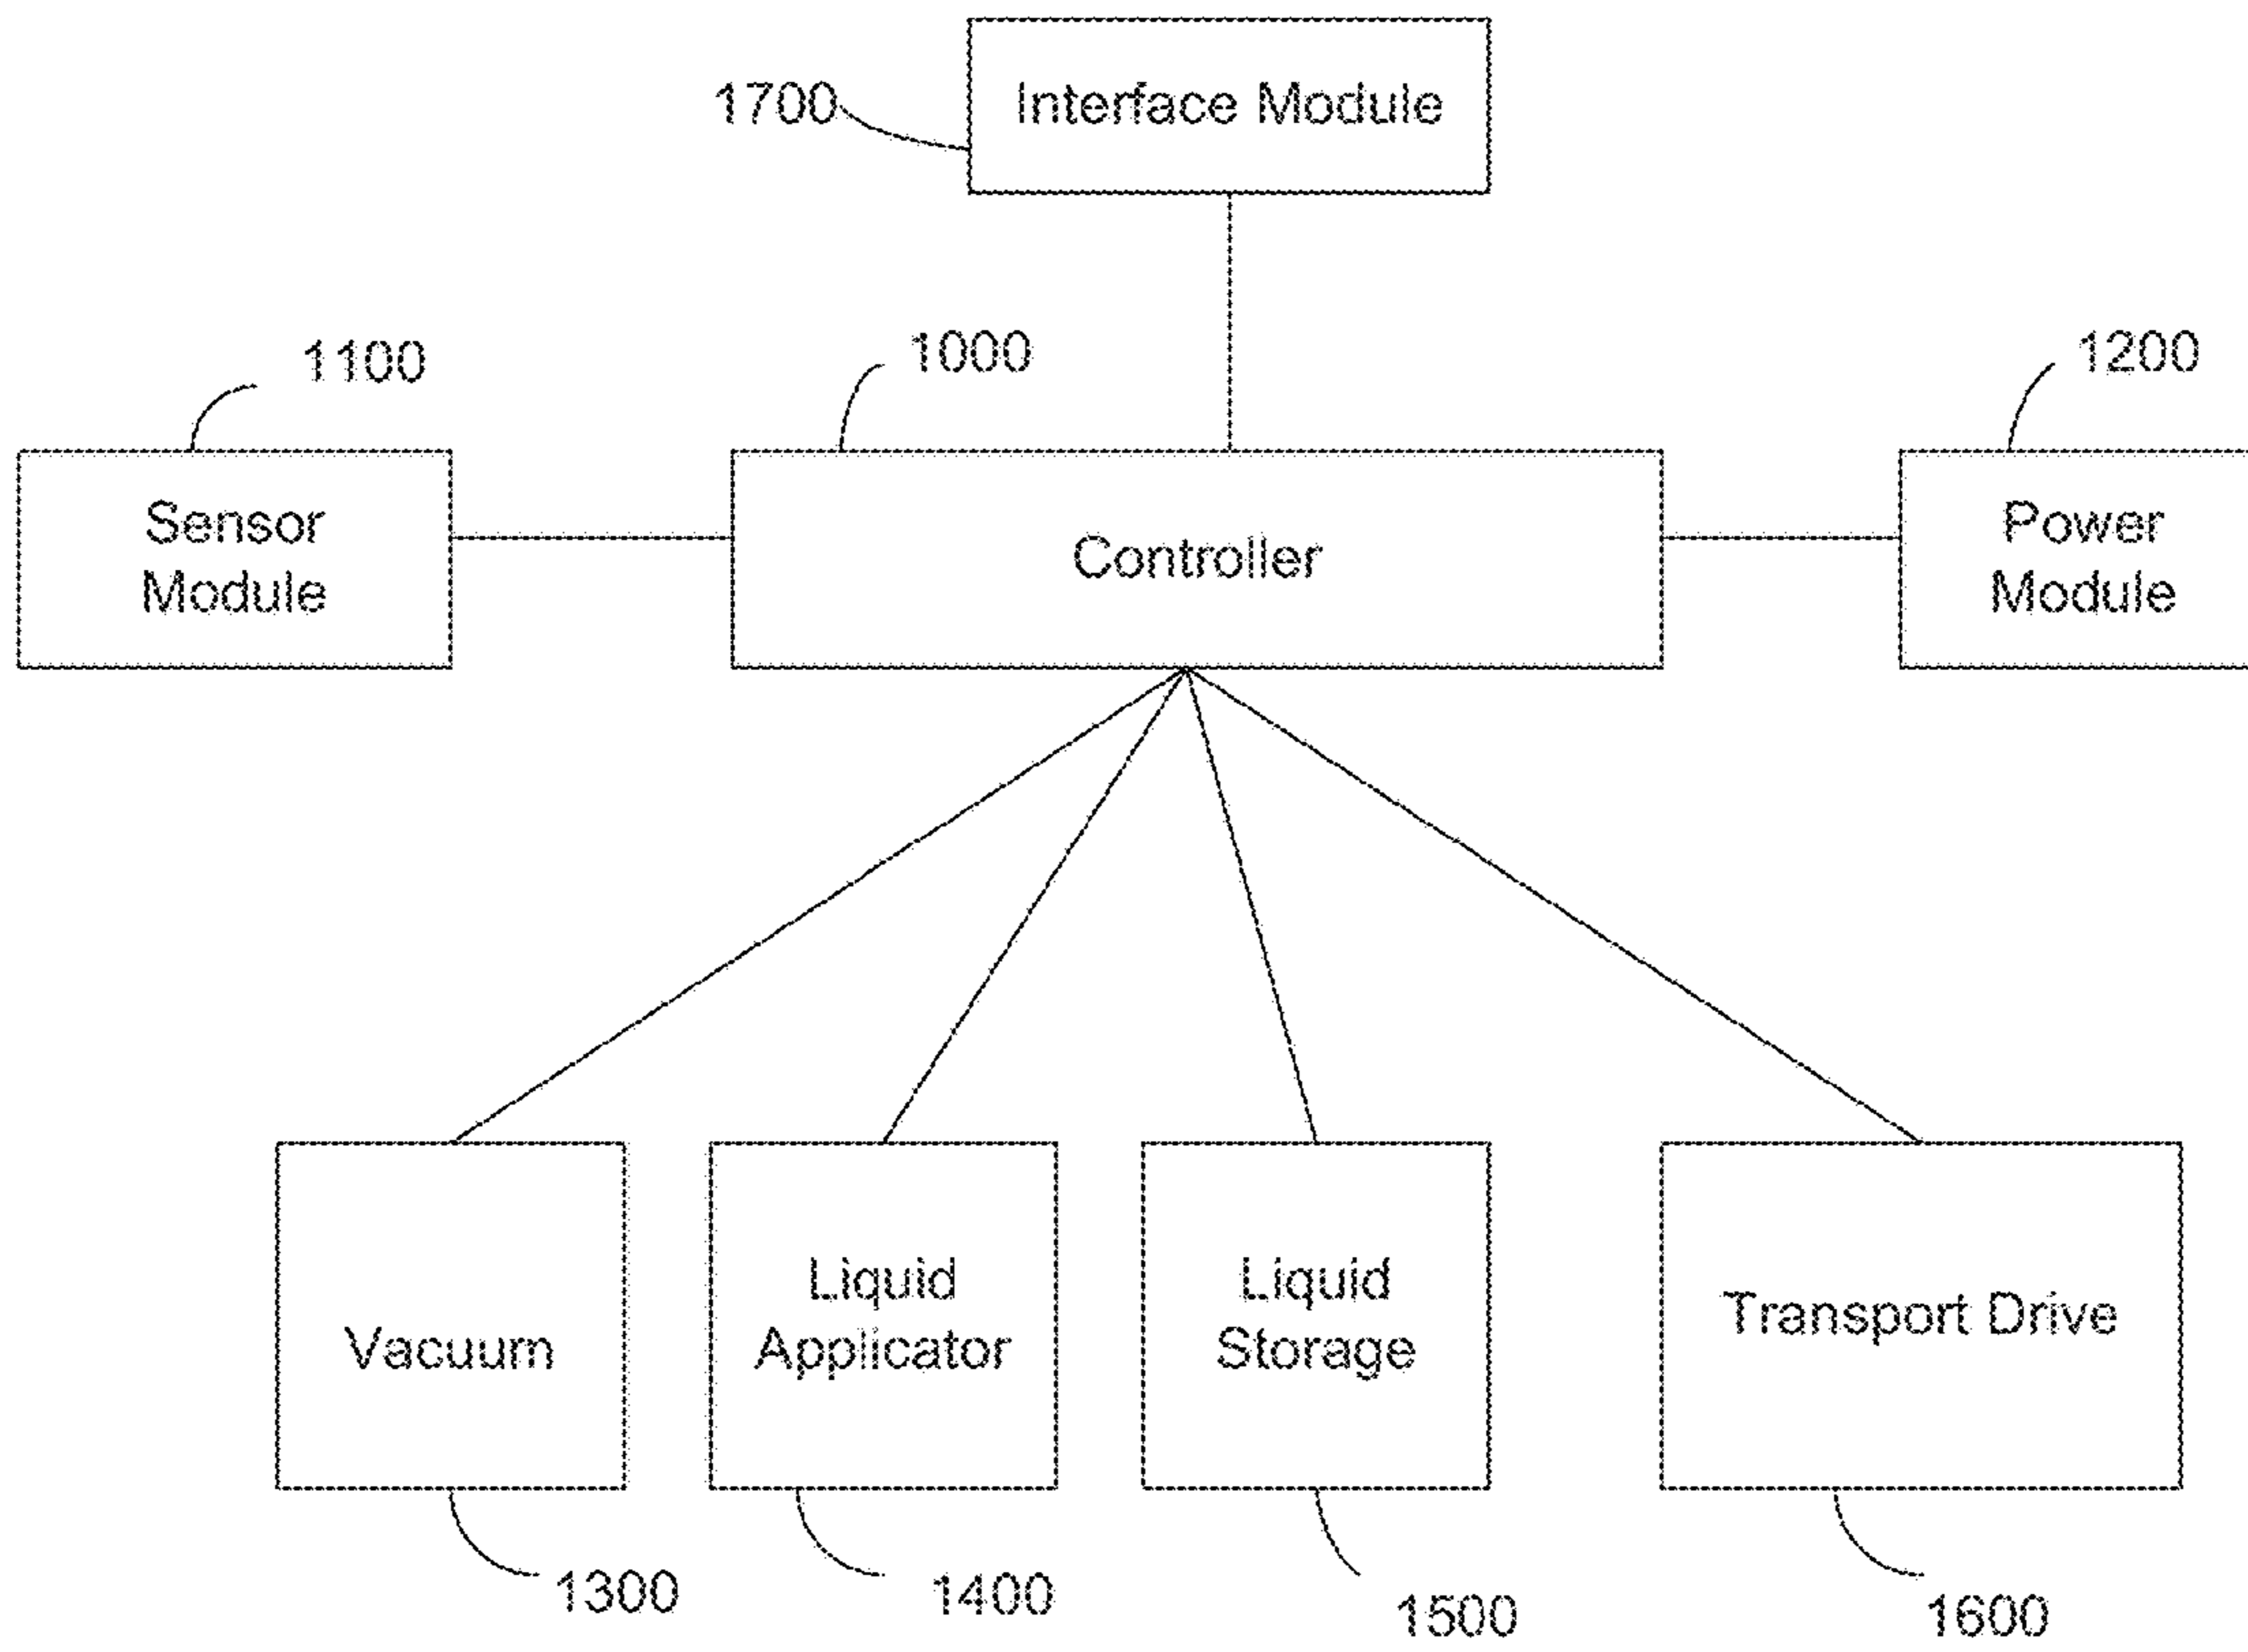 1700
Interface Module
1100
1000
1200
Sensor
Module
Controller
Power
Module
Vacuum
Liquid
Applicator
Liquid
Storage
Transport Drive
1300
1400
1500
1600